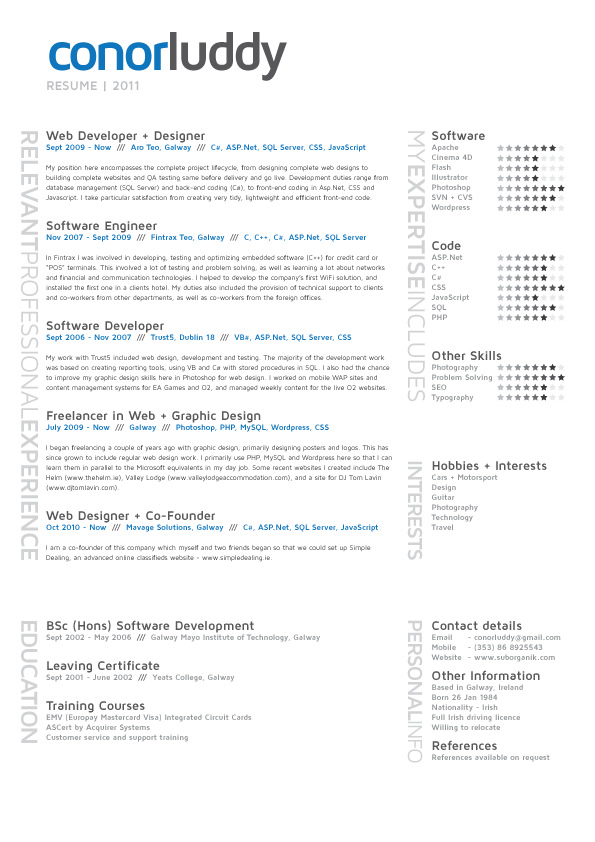 conorluddy
RESUME | 2011
RELEVANTPROFESSIONALEXPERIENCE
Web Developer + Designer
Sept 2009 - Now /// Aro Teo, Galway /// C#, ASP.Net, SQL Server, CSS, JavaScript
My position here encompasses the complete project lifecycle, from designing complete web designs to
building complete websites and QA testing same before delivery and go live. Development duties range from
database management (SQL Server) and back-end coding (C#), to front-end coding in Asp.Net, CSS and
Javascript. I take particular satisfaction from creating very tidy, lightweight and efficient front-end code.
Software Engineer
Nov 2007 - Sept 2009 /// Fintrax Teo, Galway /// C, C++, C#, ASP.Net, SQL Server
In Fintrax I was involved in developing, testing and optimizing embedded software (C++) for credit card or
"POS" terminals. This involved a lot of testing and problem solving, as well as learning a lot about networks
and financial and communication technologies. I helped to develop the company's first WiFi solution, and
installed the first one in a clients hotel. My duties also included the provision of technical support to clients
and co-workers from other departments, as well as co-workers from the foreign offices.
Software Developer
Sept 2006 - Nov 2007 /// Trust5, Dublin 18 /// VB#, ASP.Net, SQL Server, CSS
My work with Trust5 included web design, development and testing. The majority of the development work
was based on creating reporting tools, using VB and C# with stored procedures in SQL. I also had the chance
to improve my graphic design skills here in Photoshop for web design. I worked on mobile WAP sites and
content management systems for EA Games and O2, and managed weekly content for the live O2 websites.
Freelancer in Web + Graphic Design
July 2009 - Now /// Galway /// Photoshop, PHP, MySQL, Wordpress, CSS
I began freelancing a couple of years ago with graphic design; primarily designing posters and logos. This has
since grown to include regular web design work. I primarily use PHP, MySQL and Wordpress here so that I can
learn them in parallel to the Microsoft equivalents in my day job. Some recent websites I created include The
Helm (www.thehelm.ie), Valley Lodge (www.valleylodgeaccommodation.com), and a site for DJ Tom Lavin
(www.djtomlavin.com).
Web Designer + Co-Founder
Oct 2010 - Now /// Mavage Solutions, Galway /// C#, ASP.Net, SQL Server, JavaScript
I am a co-founder of this company which myself and two friends began so that we could set up Simple
Dealing, an advanced online classifieds website - www.simpledealing.ie.
MYEXPERTISEINCLUDES
Software
Apache
Cinema 4D
Flash
Illustrator
Photoshop
SVN + CVS
Wordpress
Code
ASP.Net
C++
C#
CSS
JavaScript
SQL
PHP
Other Skills
Photography
Problem Solving
SEO
Typography
INTERESTS
Hobbies + Interests
Cars + Motorsport
Design
Guitar
Photography
Technology
Travel
EDUCATION
BSc (Hons) Software Development
Sept 2002 - May 2006 /// Galway Mayo Institute of Technology, Galway
Leaving Certificate
Sept 2001 - June 2002 /// Yeats College, Galway
Training Courses
EMV (Europay Mastercard Visa) Integrated Circuit Cards
ASCert by Acquirer Systems
Customer service and support training
PERSONALINFO
Contact details
Email - conorluddy@gmail.com
Mobile - (353) 86 8925543
Website - www.suborganik.com
Other Information
Based in Galway, Ireland
Born 26 Jan 1984
Nationality - Irish
Full Irish driving licence
Willing to relocate
References
References available on request